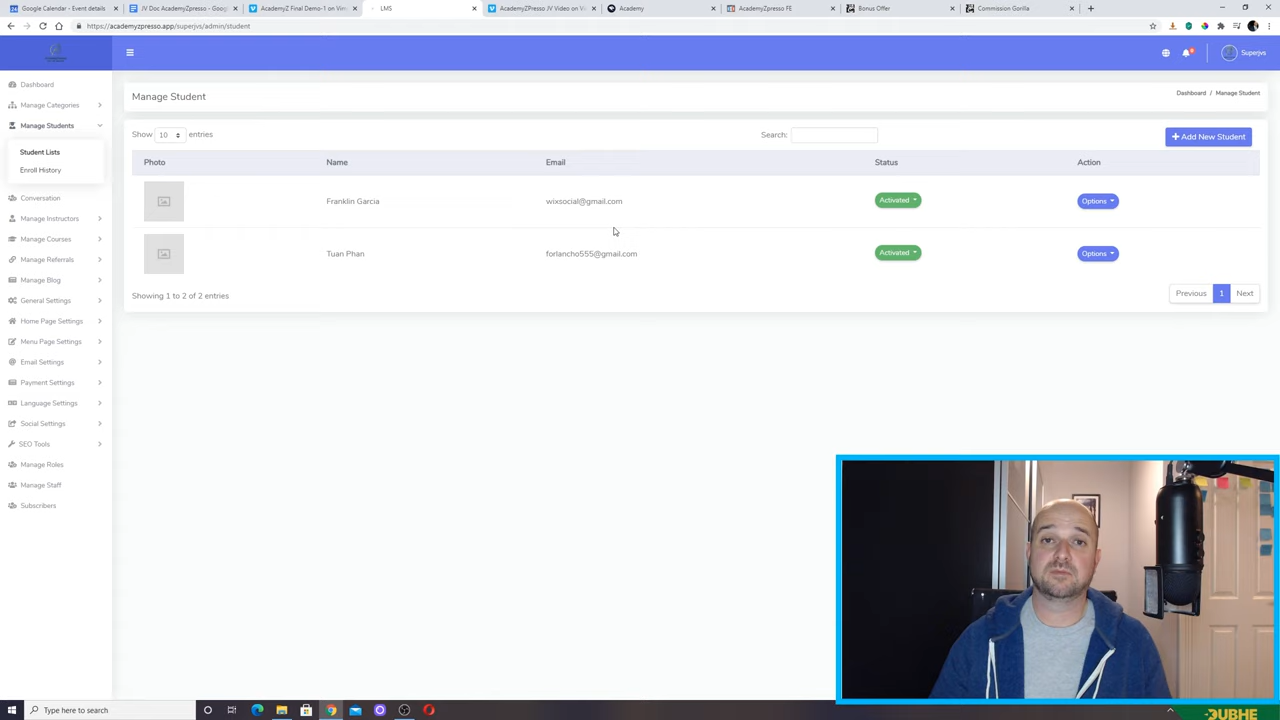 Google Calendar - Event details
JV Doc AcademyZpresso - Goog
AcademyZ Final Demo-1 on Vim
LMS
AcademyZPresso JV Video on Vi
Academy
AcademyZpresso FE
Bonus Offer
Commission Gorilla
https://academyzpresso.app/superjvs/admin/student
Superjvs
Dashboard
Manage Categories
Manage Students
Student Lists
Enroll History
Conversation
Manage Instructors
Manage Courses
Manage Referrals
Manage Blog
General Settings
Home Page Settings
Menu Page Settings
Email Settings
Payment Settings
Language Settings
Social Settings
SEO Tools
Manage Roles
Manage Staff
Subscribers
Manage Student
Dashboard / Manage Student
Show 10 entries
Search:
+ Add New Student
Photo Name Email Status Action
Franklin Garcia wixsocial@gmail.com Activated Options
Tuan Phan forlancho555@gmail.com Activated Options
Showing 1 to 2 of 2 entries
Previous 1 Next
Type here to search
DUBHE